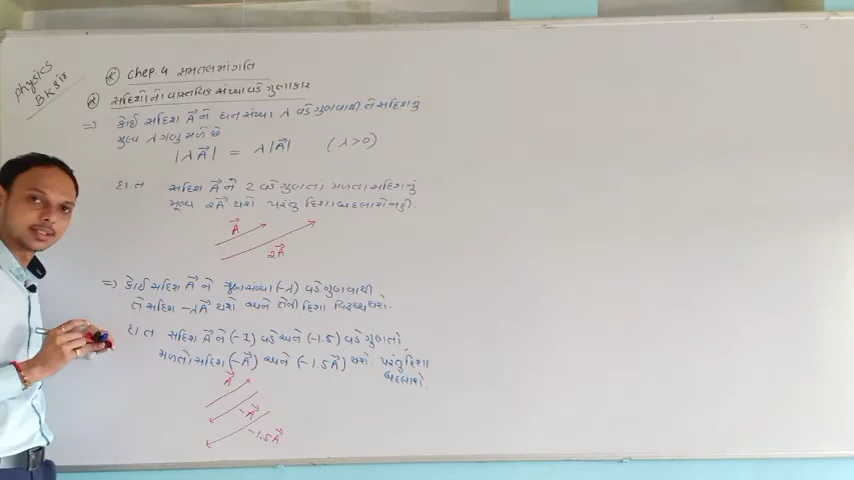 Physics
BK sir
Chep. 4 સમતલમાં ગતિ
સદિશોનો વાસ્તવિક સંખ્યા વડે ગુણાકાર
⇒ કોઈ સદિશ A⃗ ને ધન સંખ્યા λ વડે ગુણવાથી તે સદિશનું
મુલ્ય λ ગણુ મળે છે
|λA⃗| = λ|A⃗| (λ>0)
દા.ત સદિશ A⃗ ને 2 વડે ગુણતા મળતા સદિશનું
મૂલ્ય 2A⃗ થશે પરંતુ દિશા બદલાશે નહી.
A⃗
2A⃗
⇒ કોઈ સદિશ A⃗ ને ઋણ સંખ્યા (-λ) વડે ગુણવાથી
તે સદિશ -λA⃗ થશે અને તેની દિશા વિરુધ્ધ થશે.
દા.ત સદિશ A⃗ ને (-1) વડે અને (-1.5) વડે ગુણતાં
મળતો સદિશ (-A⃗) અને (-1.5A⃗) થશે. પરંતુ દિશા
બદલાશે
A⃗
-A⃗
-1.5A⃗